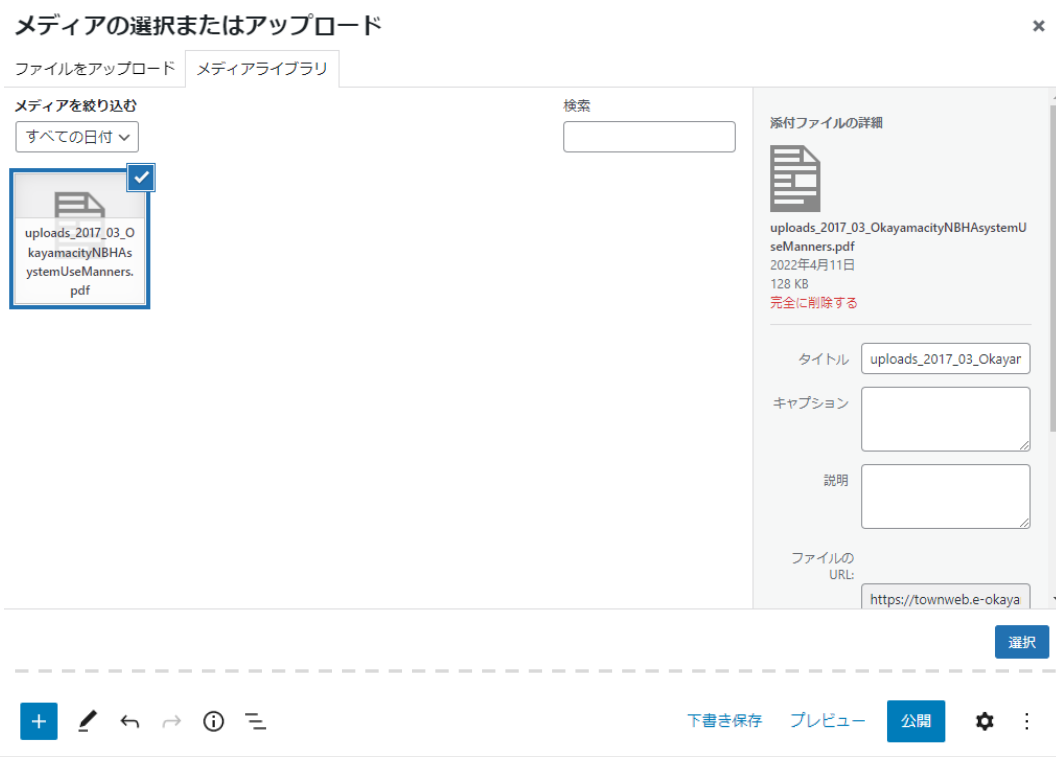 メディアの選択またはアップロード
ファイルをアップロード
メディアライブラリ
メディアを絞り込む
すべての日付
検索
uploads_2017_03_O
kayamacityNBHAs
ystemUseManners.
pdf
添付ファイルの詳細
uploads_2017_03_OkayamacityNBHAsystemU
seManners.pdf
2022年4月11日
128 KB
完全に削除する
タイトル
uploads_2017_03_Okayar
キャプション
説明
ファイルの
URL:
https://townweb.e-okaya
選択
下書き保存
プレビュー
公開